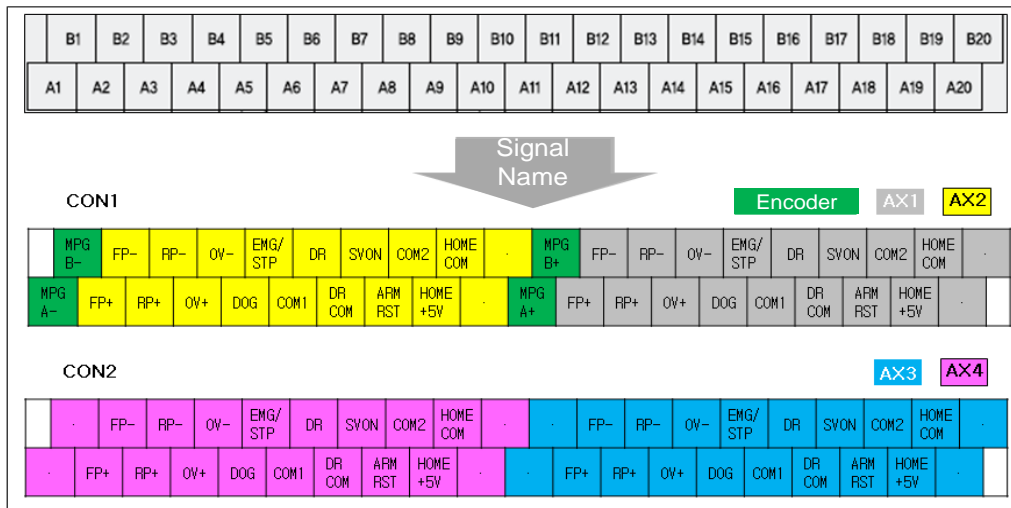 B1 B2 B3 B4 B5 B6 B7 B8 B9 B10 B11 B12 B13 B14 B15 B16 B17 B18 B19 B20
A1 A2 A3 A4 A5 A6 A7 A8 A9 A10 A11 A12 A13 A14 A15 A16 A17 A18 A19 A20
Signal
Name
CON1 Encoder AX1 AX2
MPG B- FP- RP- OV- EMG/ STP DR SVON COM2 HOME COM · MPG B+ FP- RP- OV- EMG/ STP DR SVON COM2 HOME COM ·
MPG A- FP+ RP+ OV+ DOG COM1 DR COM ARM RST HOME +5V · MPG A+ FP+ RP+ OV+ DOG COM1 DR COM ARM RST HOME +5V ·
CON2 AX3 AX4
· FP- RP- OV- EMG/ STP DR SVON COM2 HOME COM · · FP- RP- OV- EMG/ STP DR SVON COM2 HOME COM ·
· FP+ RP+ OV+ DOG COM1 DR COM ARM RST HOME +5V · · FP+ RP+ OV+ DOG COM1 DR COM ARM RST HOME +5V ·